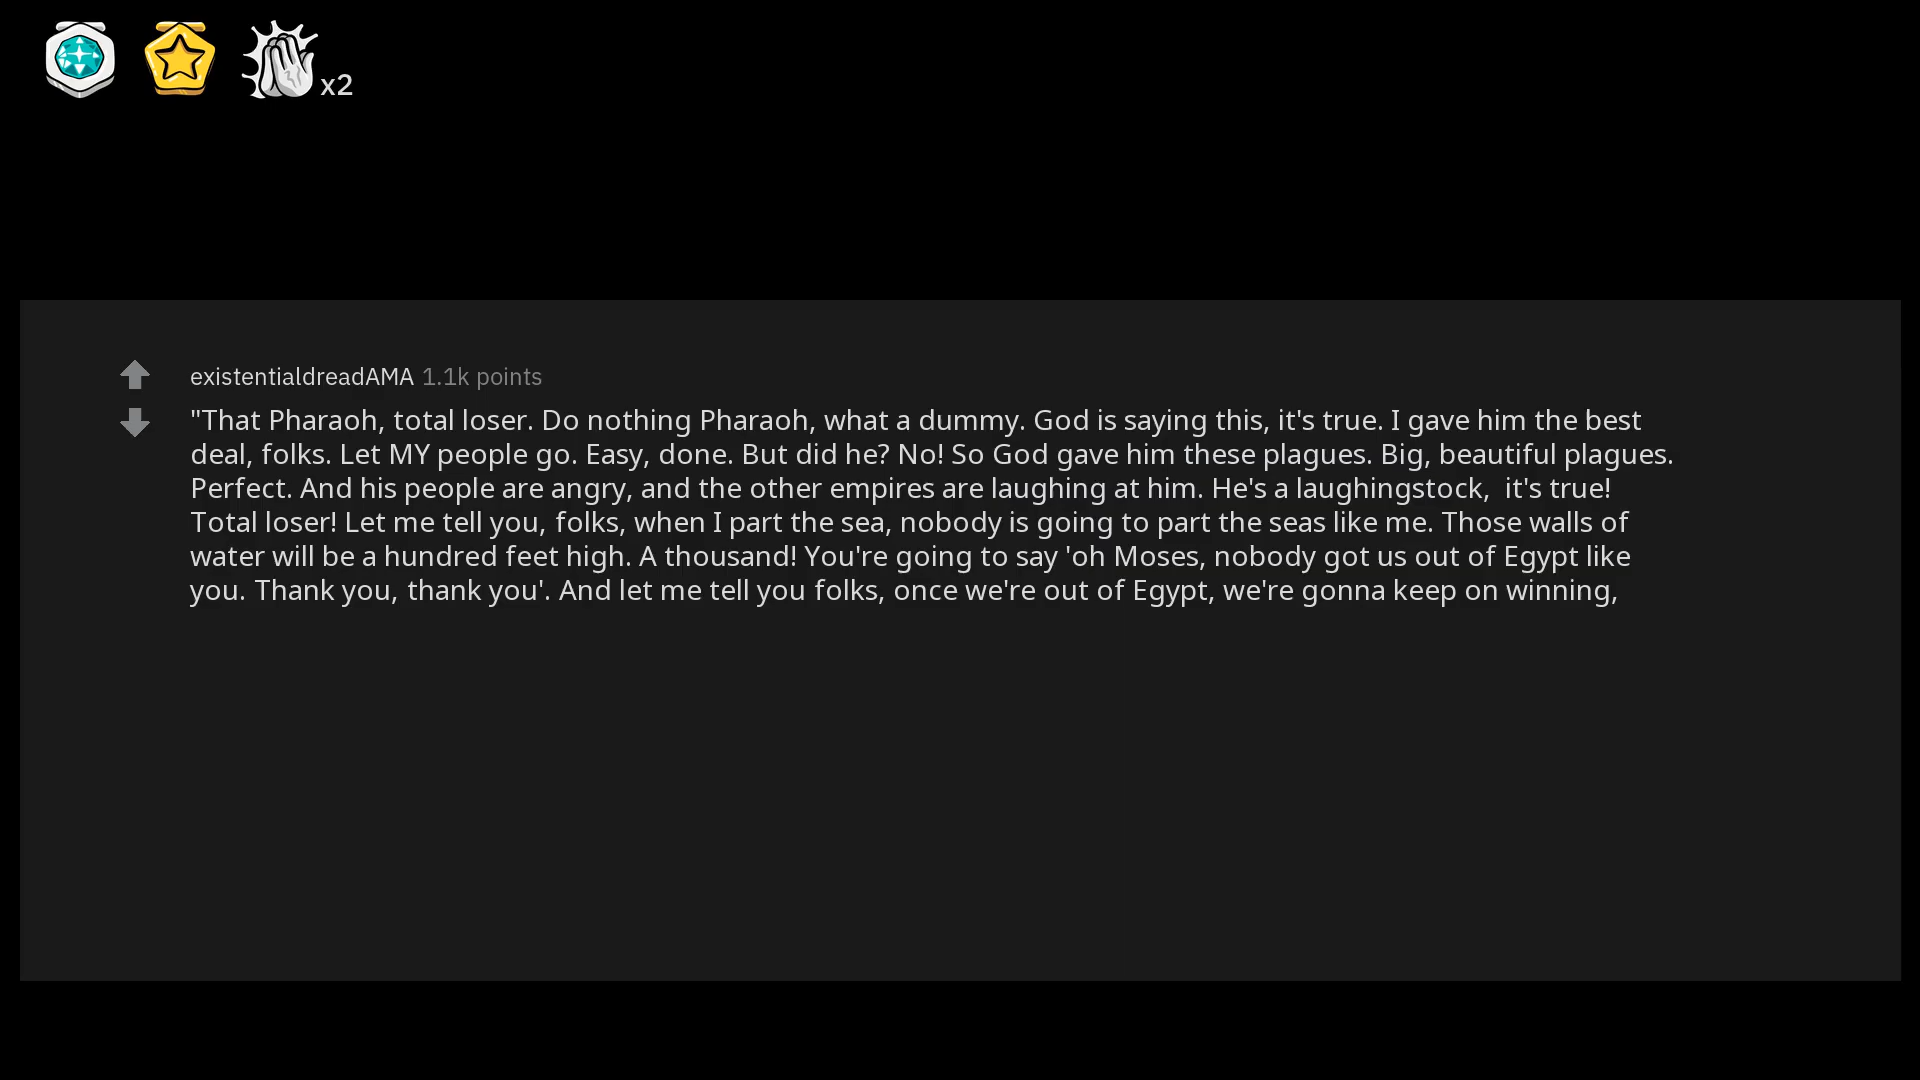 x2
existentialdreadAMA 1.1k points
"That Pharaoh, total loser. Do nothing Pharaoh, what a dummy. God is saying this, it's true. I gave him the best
deal, folks. Let MY people go. Easy, done. But did he? No! So God gave him these plagues. Big, beautiful plagues.
Perfect. And his people are angry, and the other empires are laughing at him. He's a laughingstock,  it's true!
Total loser! Let me tell you, folks, when I part the sea, nobody is going to part the seas like me. Those walls of
water will be a hundred feet high. A thousand! You're going to say 'oh Moses, nobody got us out of Egypt like
you. Thank you, thank you'. And let me tell you folks, once we're out of Egypt, we're gonna keep on winning,